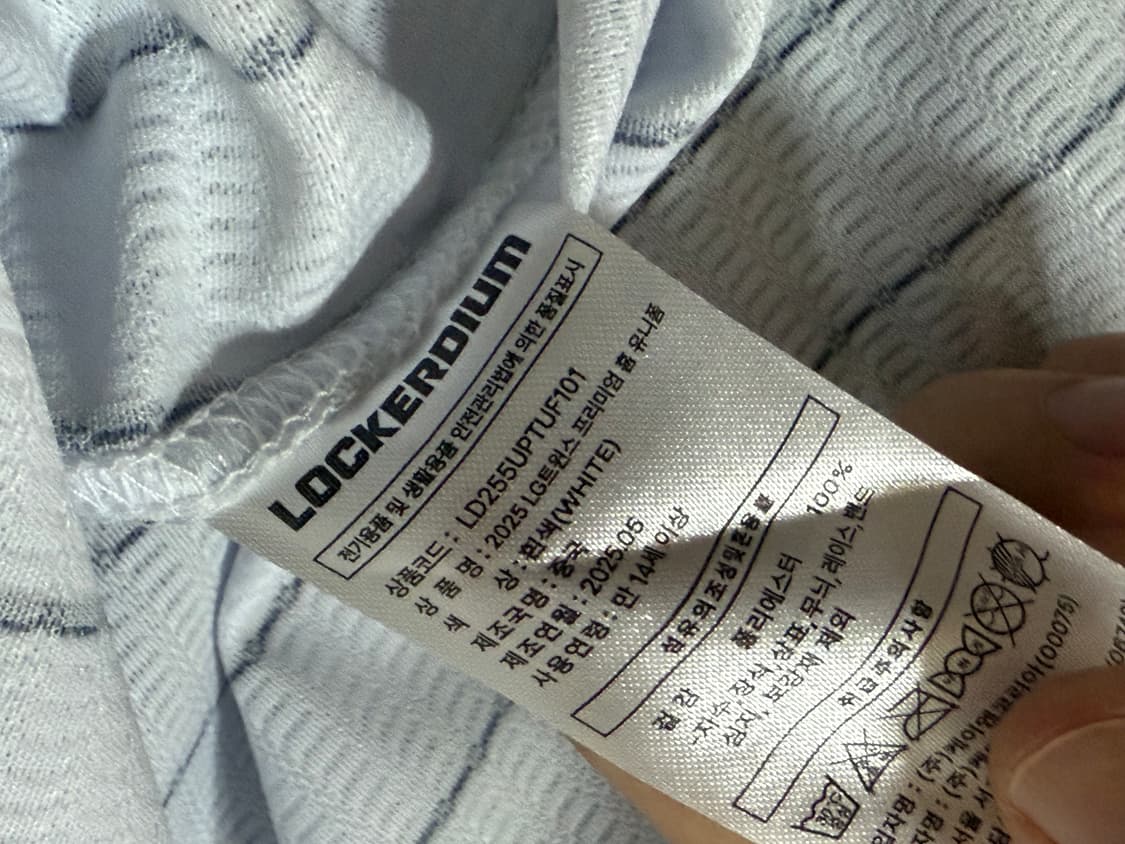 LOCKERDIUM
전기용품 및 생활용품 안전관리법에 의한 품질표시
상품코드 : LD255UPTUF101
상 품 명 : 2025 LG트윈스 프리미엄 홈 유니폼
색 상 : 흰색(WHITE)
제조국명 : 중국
제조연월 : 2025.05
사용연령 : 만 14세 이상
섬유의 조성 및 혼용률
겉 감 폴리에스터 100%
-자수, 장식, 상표, 무늬, 레이스, 밴드
심지, 보강재 제외
취급주의사항